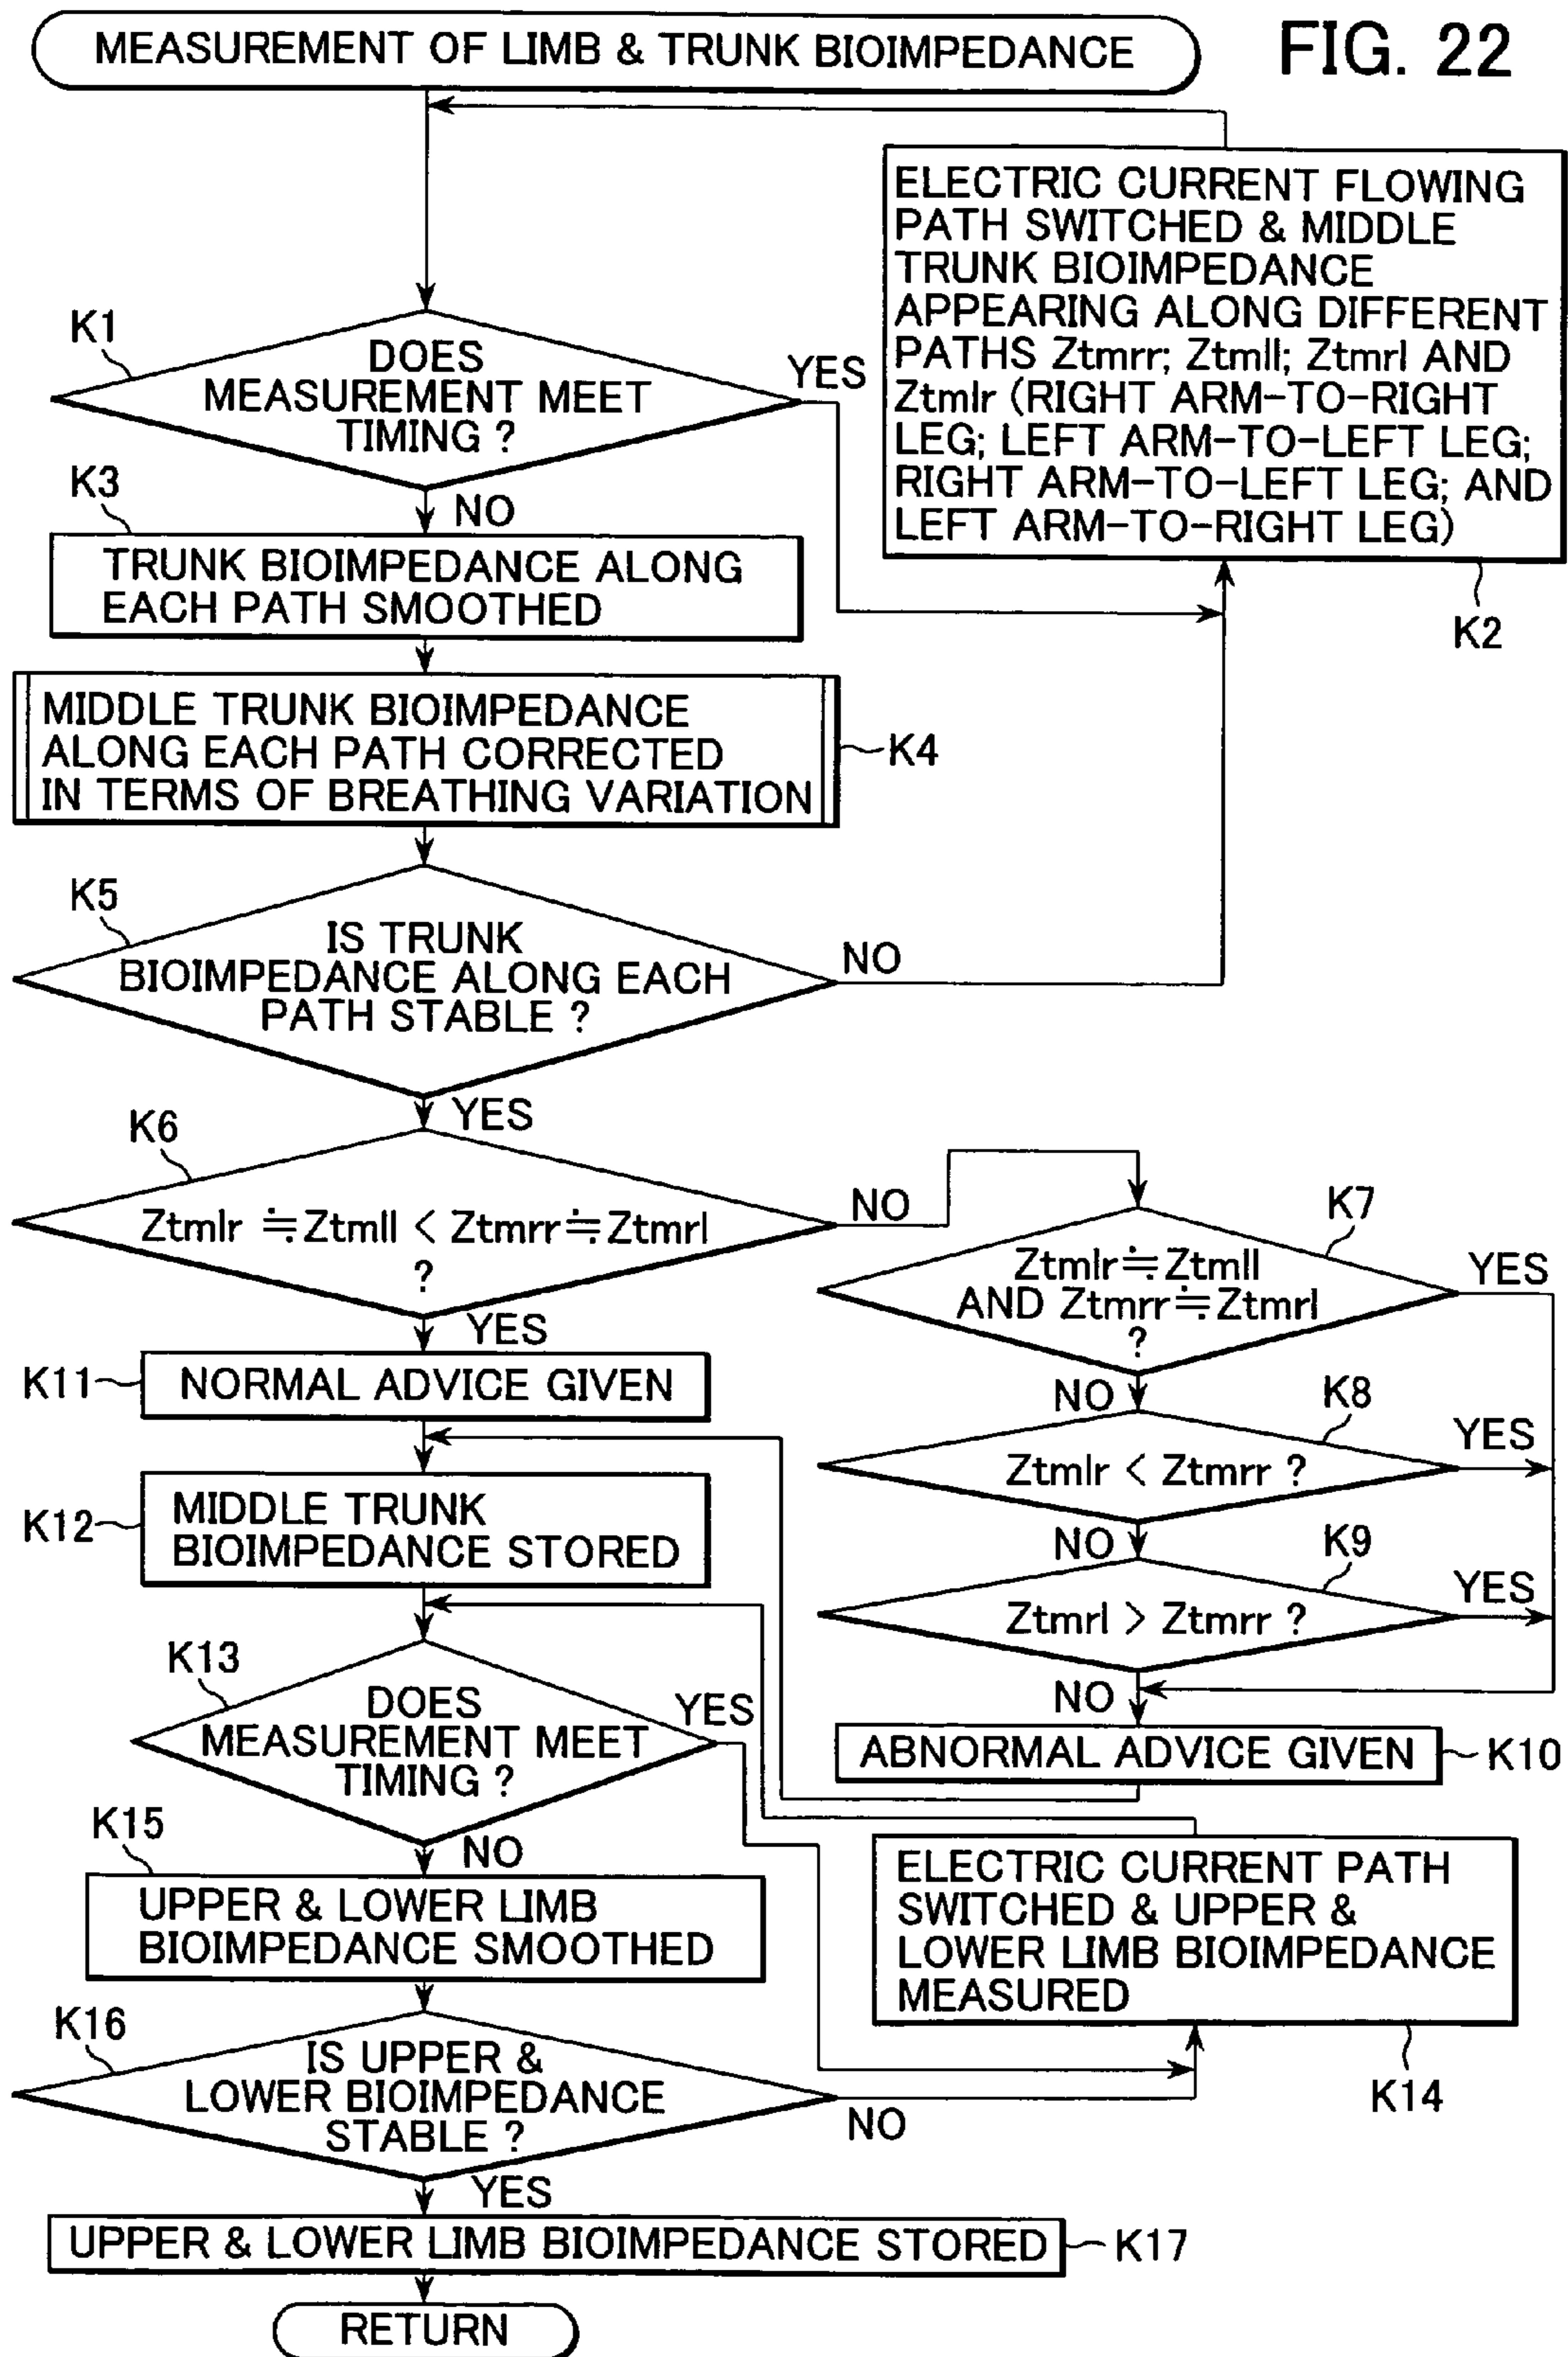 FIG. 22
MEASUREMENT OF LIMB & TRUNK BIOIMPEDANCE
K1
DOES
MEASUREMENT MEET
TIMING ?
YES
NO
ELECTRIC CURRENT FLOWING
PATH SWITCHED & MIDDLE
TRUNK BIOIMPEDANCE
APPEARING ALONG DIFFERENT
PATHS Ztmrr; Ztmll; Ztmrl AND
Ztmlr (RIGHT ARM-TO-RIGHT
LEG; LEFT ARM-TO-LEFT LEG;
RIGHT ARM-TO-LEFT LEG; AND
LEFT ARM-TO-RIGHT LEG)
K2
K3
TRUNK BIOIMPEDANCE ALONG
EACH PATH SMOOTHED
MIDDLE TRUNK BIOIMPEDANCE
ALONG EACH PATH CORRECTED
IN TERMS OF BREATHING VARIATION
K4
K5
IS TRUNK
BIOIMPEDANCE ALONG EACH
PATH STABLE ?
NO
YES
K6
Ztmlr ≒ Ztmll < Ztmrr ≒ Ztmrl
?
NO
YES
K7
Ztmlr ≒ Ztmll
AND Ztmrr ≒ Ztmrl
?
YES
NO
K8
Ztmlr < Ztmrr ?
YES
NO
K9
Ztmrl > Ztmrr ?
YES
NO
ABNORMAL ADVICE GIVEN
K10
K11
NORMAL ADVICE GIVEN
K12
MIDDLE TRUNK
BIOIMPEDANCE STORED
K13
DOES
MEASUREMENT MEET
TIMING ?
YES
NO
ELECTRIC CURRENT PATH
SWITCHED & UPPER &
LOWER LIMB BIOIMPEDANCE
MEASURED
K14
K15
UPPER & LOWER LIMB
BIOIMPEDANCE SMOOTHED
K16
IS UPPER &
LOWER BIOIMPEDANCE
STABLE ?
NO
YES
UPPER & LOWER LIMB BIOIMPEDANCE STORED
K17
RETURN